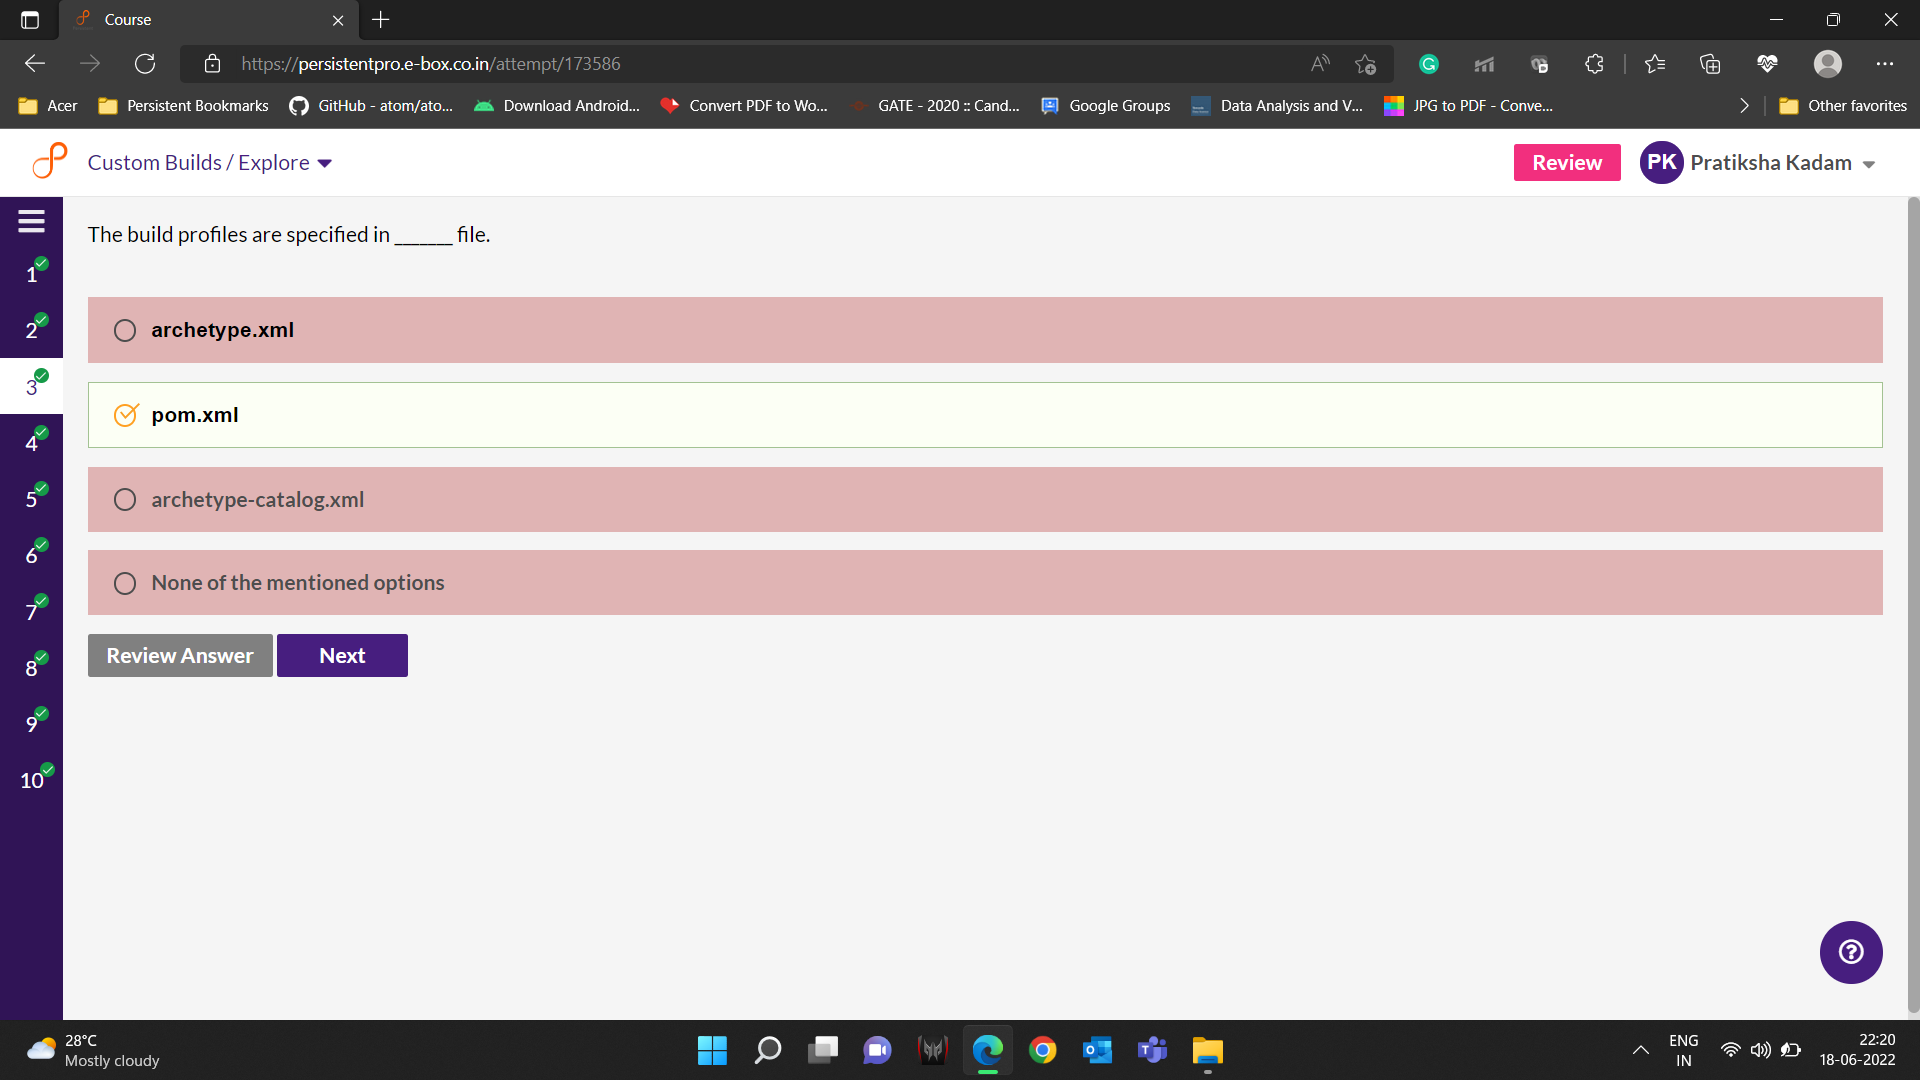 Course
https://persistentpro.e-box.co.in/attempt/173586
Acer
Persistent Bookmarks
GitHub - atom/ato...
Download Android...
Convert PDF to Wo...
GATE - 2020 :: Cand...
Google Groups
Data Analysis and V...
JPG to PDF - Conve...
Other favorites
Custom Builds / Explore
Review
PK
Pratiksha Kadam
The build profiles are specified in _______ file.
1
2
3
4
5
6
7
8
9
10
archetype.xml
pom.xml
archetype-catalog.xml
None of the mentioned options
Review Answer
Next
28°C
Mostly cloudy
ENG
IN
22:20
18-06-2022